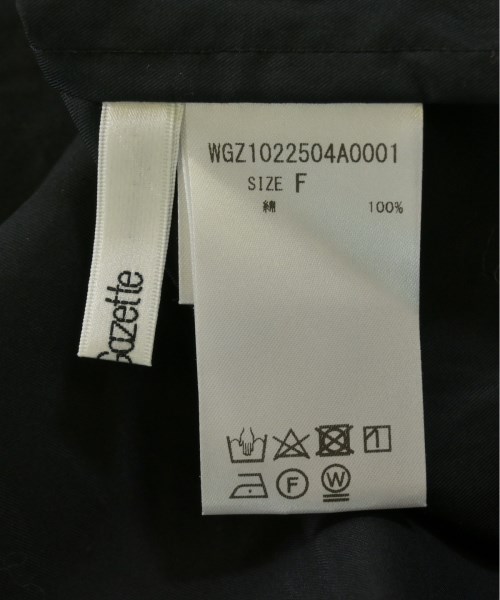 WGZ1022504A0001
SIZE F
綿 100%
Gazette
F
W